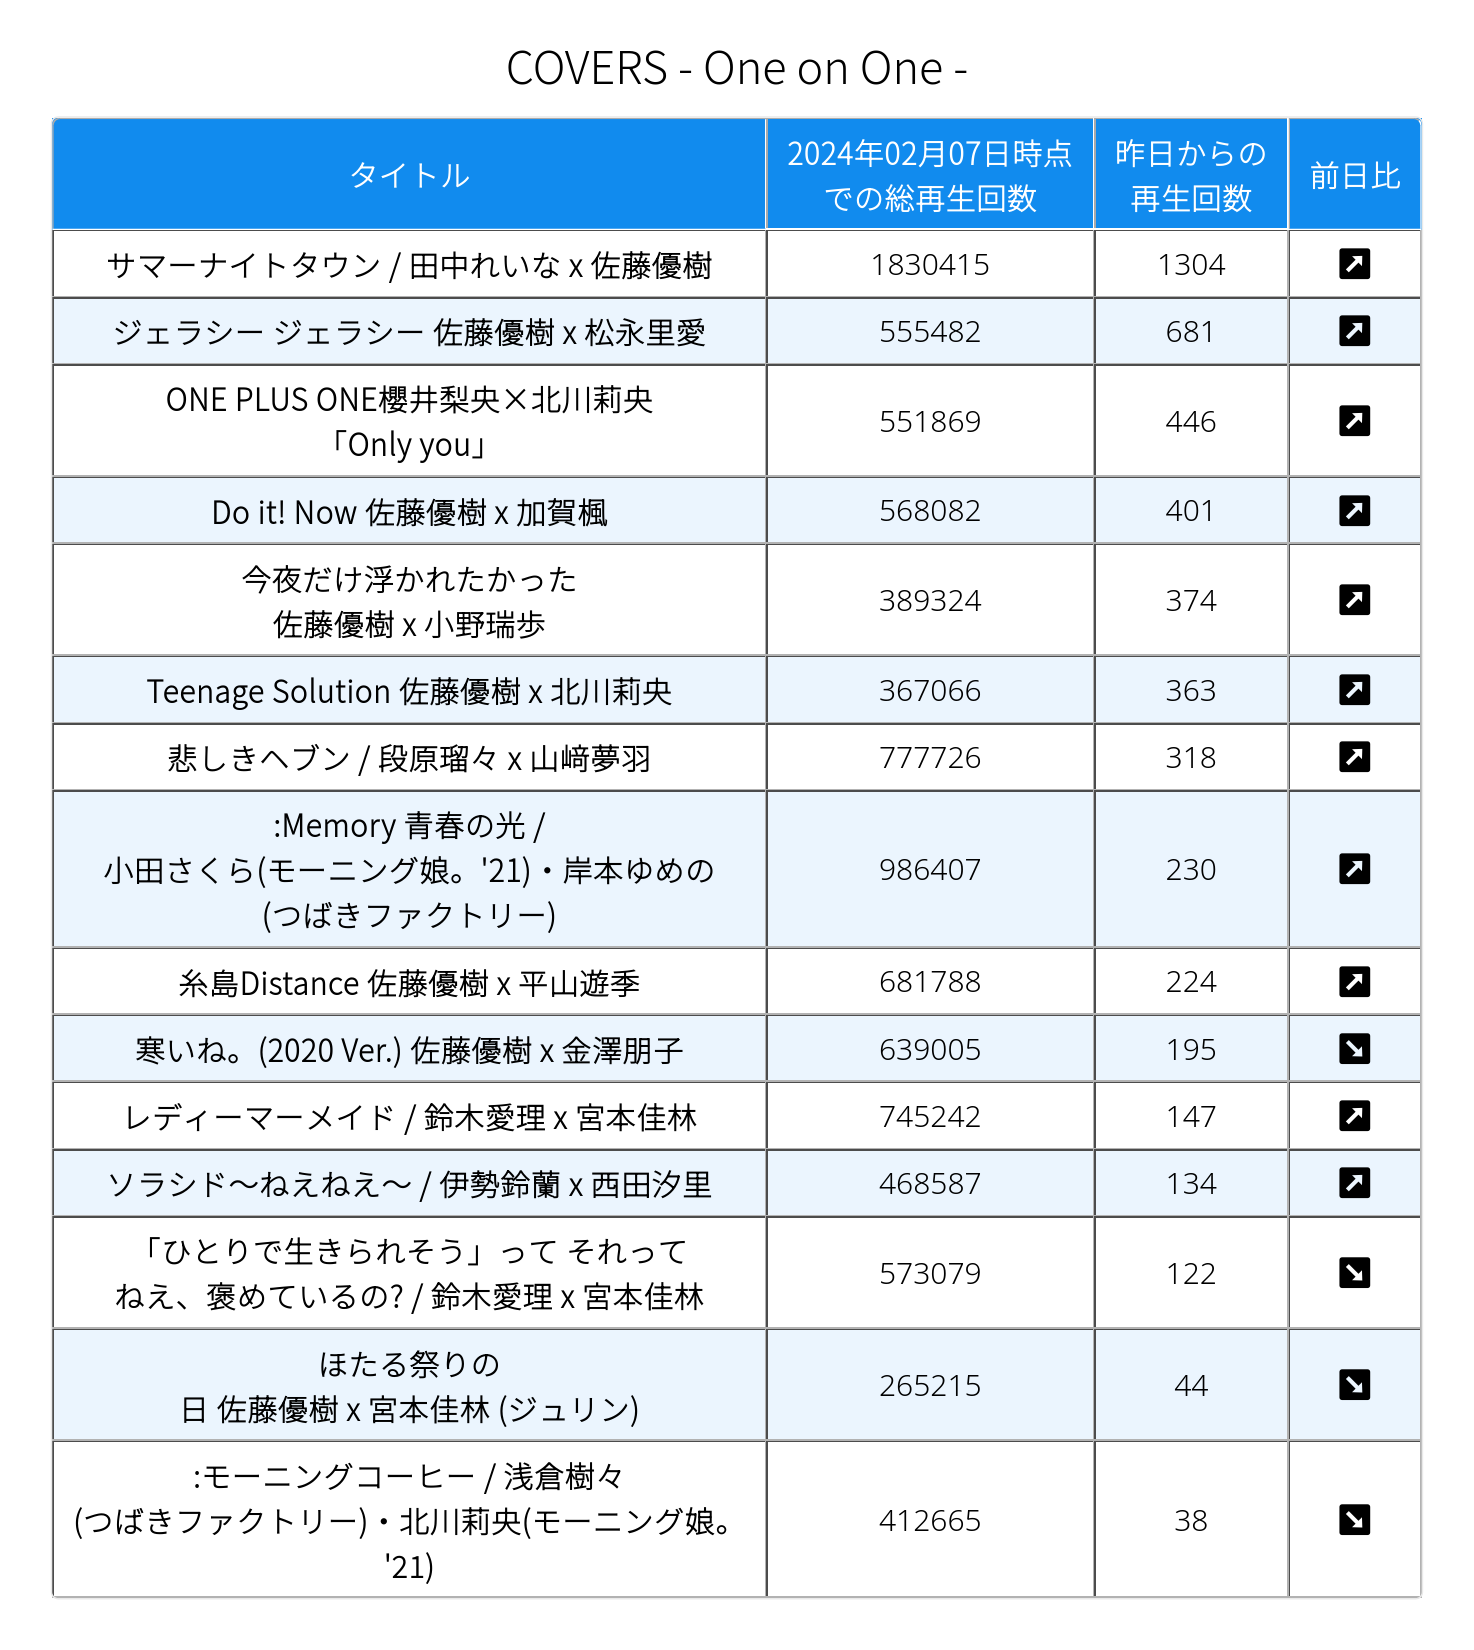 COVERS - One on One -
タイトル
2024年02月07日時点
での総再生回数
昨日からの
再生回数
前日比
サマーナイトタウン / 田中れいな x 佐藤優樹
1830415
1304
ジェラシー ジェラシー 佐藤優樹 x 松永里愛
555482
681
ONE PLUS ONE櫻井梨央×北川莉央
「Only you」
551869
446
Do it! Now 佐藤優樹 x 加賀楓
568082
401
今夜だけ浮かれたかった
佐藤優樹 x 小野瑞歩
389324
374
Teenage Solution 佐藤優樹 x 北川莉央
367066
363
悲しきヘブン / 段原瑠々 x 山﨑夢羽
777726
318
:Memory 青春の光 /
小田さくら(モーニング娘。'21)・岸本ゆめの
(つばきファクトリー)
986407
230
糸島Distance 佐藤優樹 x 平山遊季
681788
224
寒いね。(2020 Ver.) 佐藤優樹 x 金澤朋子
639005
195
レディーマーメイド / 鈴木愛理 x 宮本佳林
745242
147
ソラシド〜ねえねえ〜 / 伊勢鈴蘭 x 西田汐里
468587
134
「ひとりで生きられそう」って それって
ねえ、褒めているの? / 鈴木愛理 x 宮本佳林
573079
122
ほたる祭りの
日 佐藤優樹 x 宮本佳林 (ジュリン)
265215
44
:モーニングコーヒー / 浅倉樹々
(つばきファクトリー)・北川莉央(モーニング娘。
'21)
412665
38